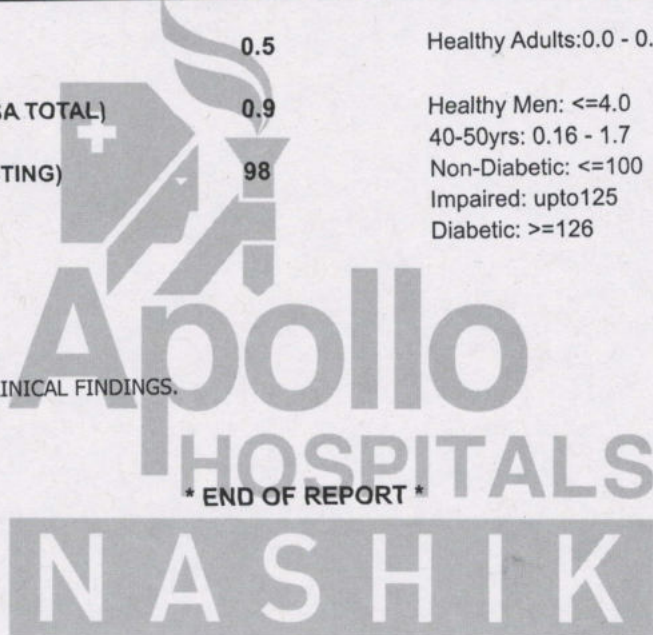 0.5 Healthy Adults:0.0 - 0.
SA TOTAL) 0.9 Healthy Men: <=4.0
40-50yrs: 0.16 - 1.7
TING) 98 Non-Diabetic: <=100
Impaired: upto125
Diabetic: >=126
Apollo
INICAL FINDINGS.
HOSPITALS
* END OF REPORT *
NASHIK